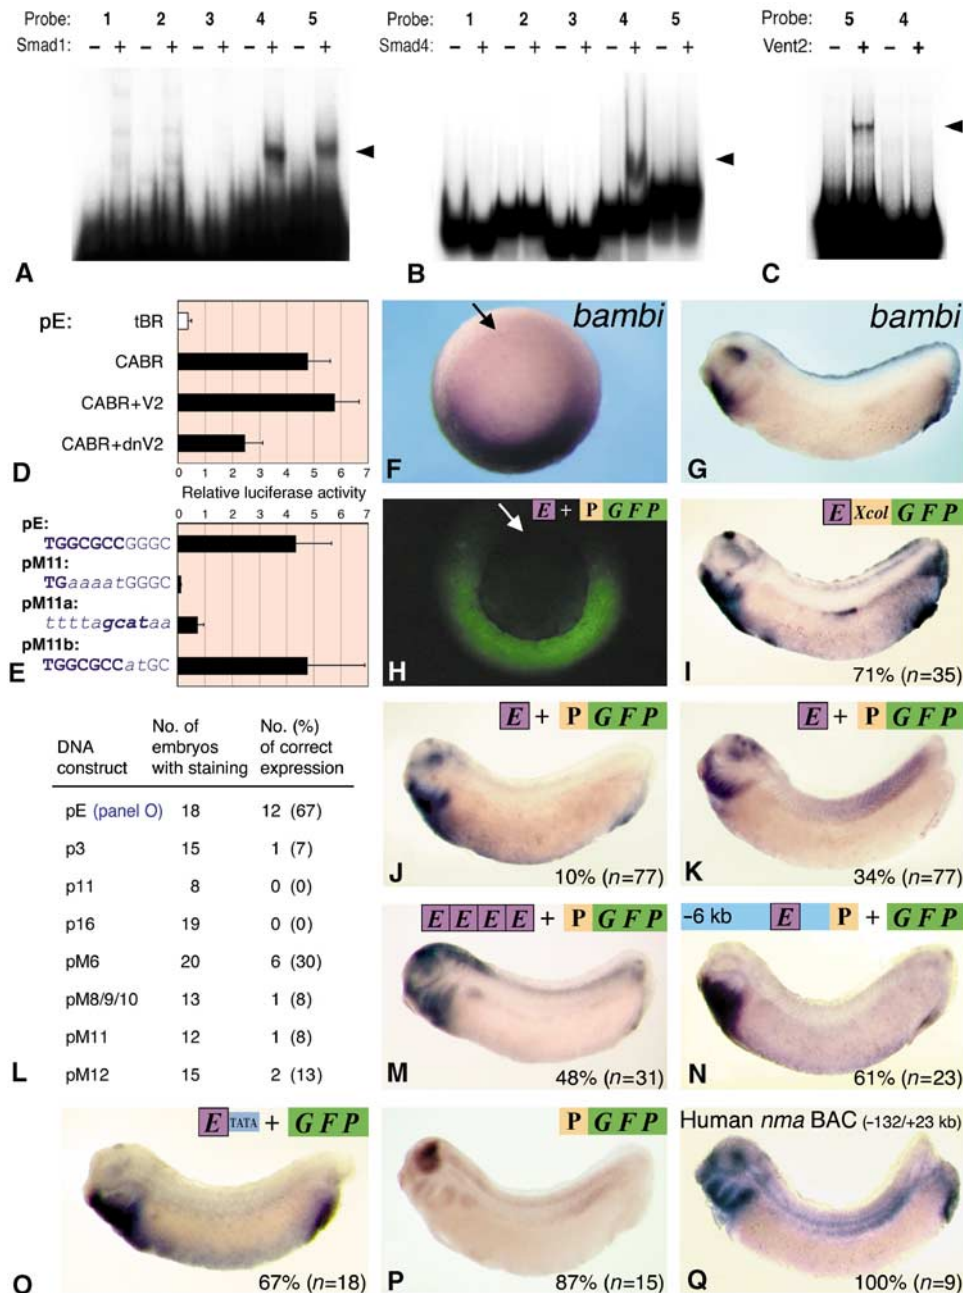 Probe: 1 2 3 4 5
Smad1: – + – + – + – + – +
A
Probe: 1 2 3 4 5
Smad4: – + – + – + – + – +
B
Probe: 5 4
Vent2: – + – +
C
pE: tBR
CABR
CABR+V2
CABR+dnV2
0 1 2 3 4 5 6 7
D
Relative luciferase activity
pE:
TGGCGCCGGGC
pM11:
TGaaaatGGGC
pM11a:
ttttagcataa
pM11b:
TGGCGCCatGC
0 1 2 3 4 5 6 7
E
bambi
F
bambi
G
E + P GFP
H
E Xcol GFP
I
71% (n=35)
E + P GFP
J
10% (n=77)
E + P GFP
K
34% (n=77)
DNA construct No. of embryos with staining No. (%) of correct expression
pE (panel O) 18 12 (67)
p3 15 1 (7)
p11 8 0 (0)
p16 19 0 (0)
pM6 20 6 (30)
pM8/9/10 13 1 (8)
pM11 12 1 (8)
pM12 15 2 (13)
L
E E E E + P GFP
M
48% (n=31)
–6 kb E P + GFP
N
61% (n=23)
E TATA + GFP
O
67% (n=18)
P GFP
P
87% (n=15)
Human nma BAC (–132/+23 kb)
Q
100% (n=9)